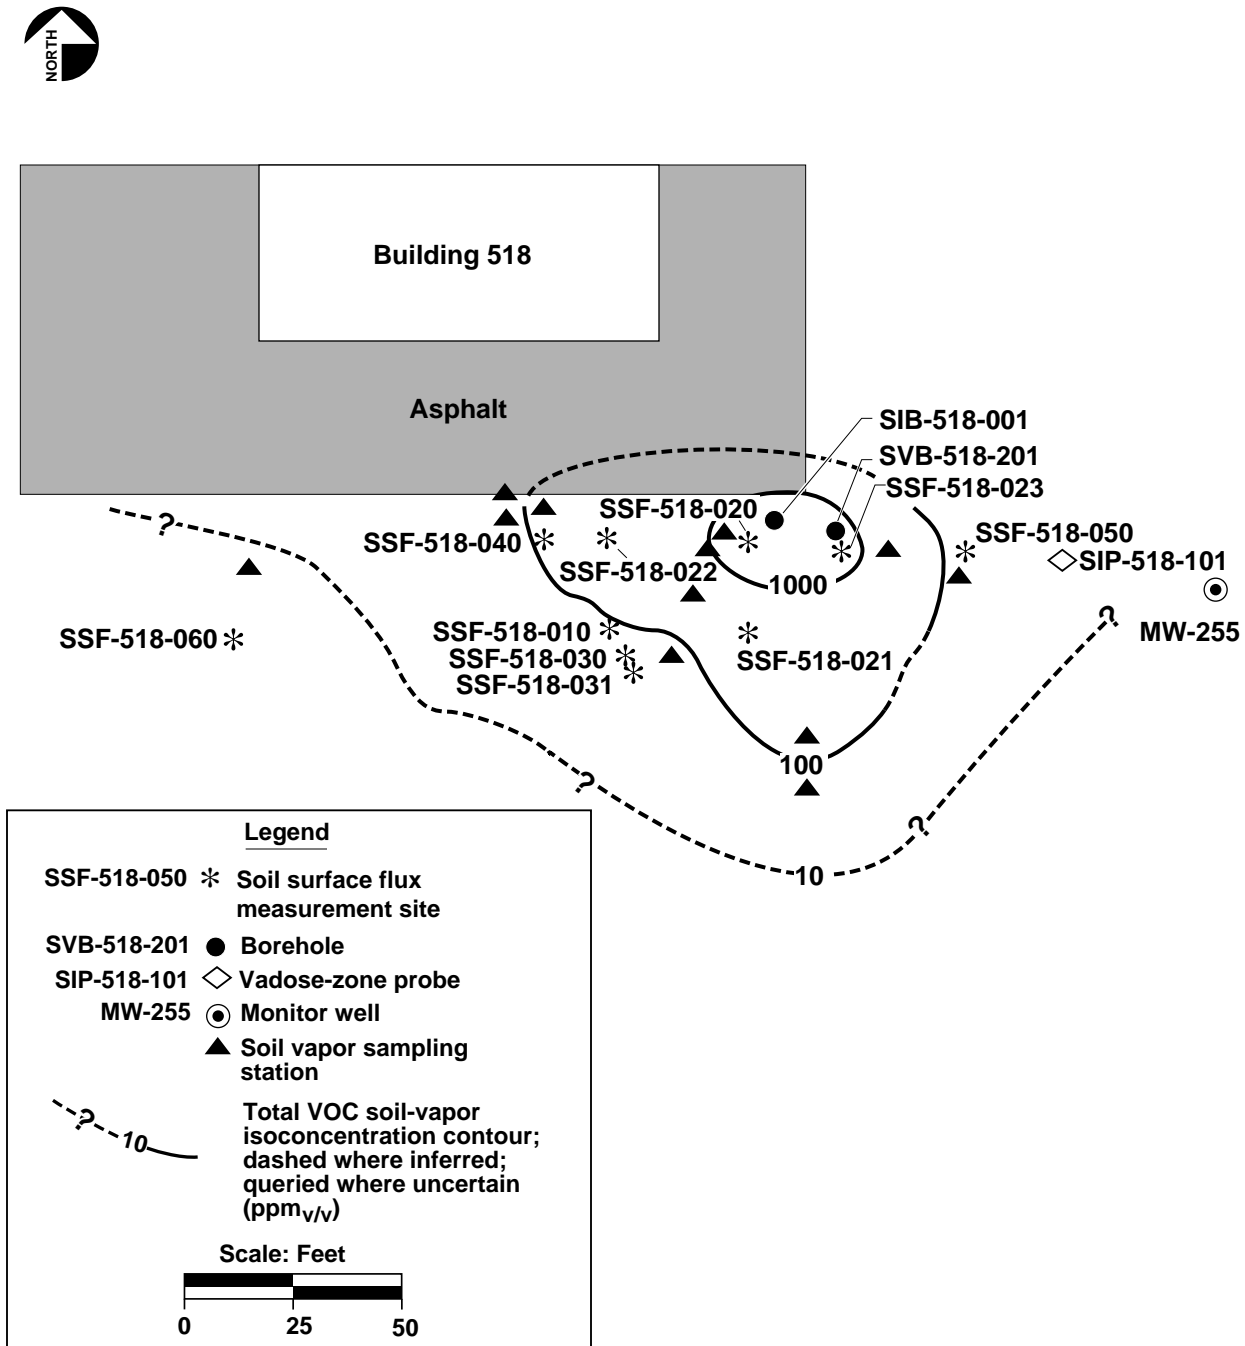 NORTH
Building 518
Asphalt
SIB-518-001
SVB-518-201
SSF-518-023
SSF-518-020
SSF-518-050
SSF-518-040
SIP-518-101
SSF-518-022
1000
SSF-518-010
MW-255
SSF-518-060
SSF-518-030
SSF-518-021
SSF-518-031
?
?
?
?
100
10
Legend
SSF-518-050 Soil surface flux
measurement site
SVB-518-201 Borehole
SIP-518-101 Vadose-zone probe
MW-255 Monitor well
Soil vapor sampling
station
?
10
Total VOC soil-vapor
isoconcentration contour;
dashed where inferred;
queried where uncertain
(ppmv/v)
Scale: Feet
0 25 50